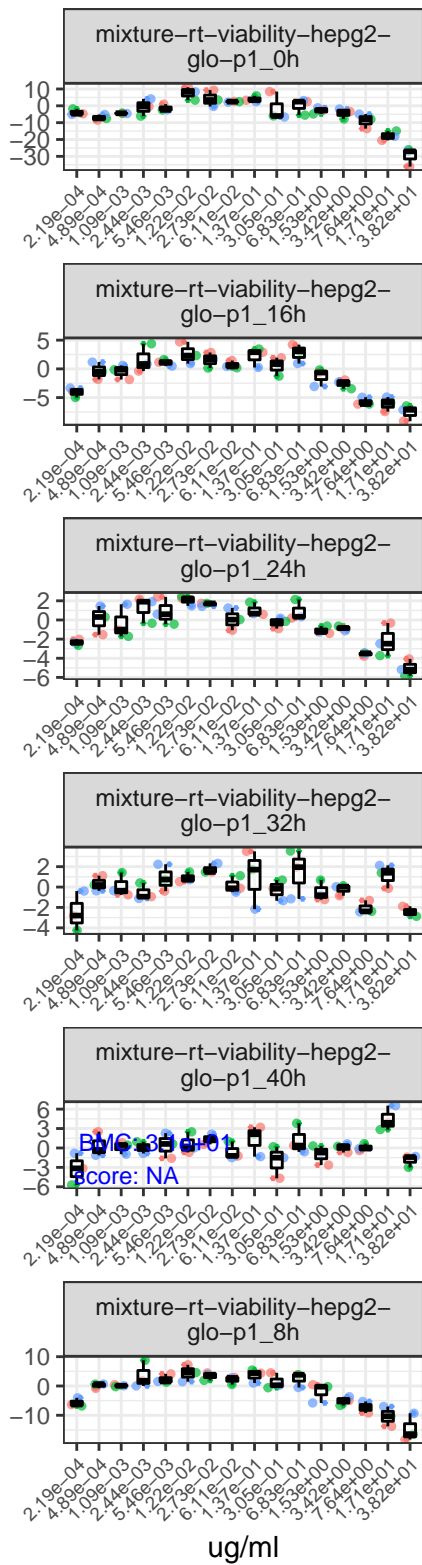 mixture−rt−viability−hepg2−
glo−p1_0h
10
0
−10
−20
−30
2.19e−04
4.89e−04
1.09e−03
2.44e−03
5.46e−03
1.22e−02
2.73e−02
6.11e−02
1.37e−01
3.05e−01
6.83e−01
1.53e+00
3.42e+00
7.64e+00
1.71e+01
3.82e+01
mixture−rt−viability−hepg2−
glo−p1_16h
5
0
−5
2.19e−04
4.89e−04
1.09e−03
2.44e−03
5.46e−03
1.22e−02
2.73e−02
6.11e−02
1.37e−01
3.05e−01
6.83e−01
1.53e+00
3.42e+00
7.64e+00
1.71e+01
3.82e+01
mixture−rt−viability−hepg2−
glo−p1_24h
2
0
−2
−4
−6
2.19e−04
4.89e−04
1.09e−03
2.44e−03
5.46e−03
1.22e−02
2.73e−02
6.11e−02
1.37e−01
3.05e−01
6.83e−01
1.53e+00
3.42e+00
7.64e+00
1.71e+01
3.82e+01
mixture−rt−viability−hepg2−
glo−p1_32h
2
0
−2
−4
2.19e−04
4.89e−04
1.09e−03
2.44e−03
5.46e−03
1.22e−02
2.73e−02
6.11e−02
1.37e−01
3.05e−01
6.83e−01
1.53e+00
3.42e+00
7.64e+00
1.71e+01
3.82e+01
mixture−rt−viability−hepg2−
glo−p1_40h
6
3
0
−3
−6
BMC: 3.1e+01
score: NA
2.19e−04
4.89e−04
1.09e−03
2.44e−03
5.46e−03
1.22e−02
2.73e−02
6.11e−02
1.37e−01
3.05e−01
6.83e−01
1.53e+00
3.42e+00
7.64e+00
1.71e+01
3.82e+01
mixture−rt−viability−hepg2−
glo−p1_8h
10
0
−10
2.19e−04
4.89e−04
1.09e−03
2.44e−03
5.46e−03
1.22e−02
2.73e−02
6.11e−02
1.37e−01
3.05e−01
6.83e−01
1.53e+00
3.42e+00
7.64e+00
1.71e+01
3.82e+01
ug/ml